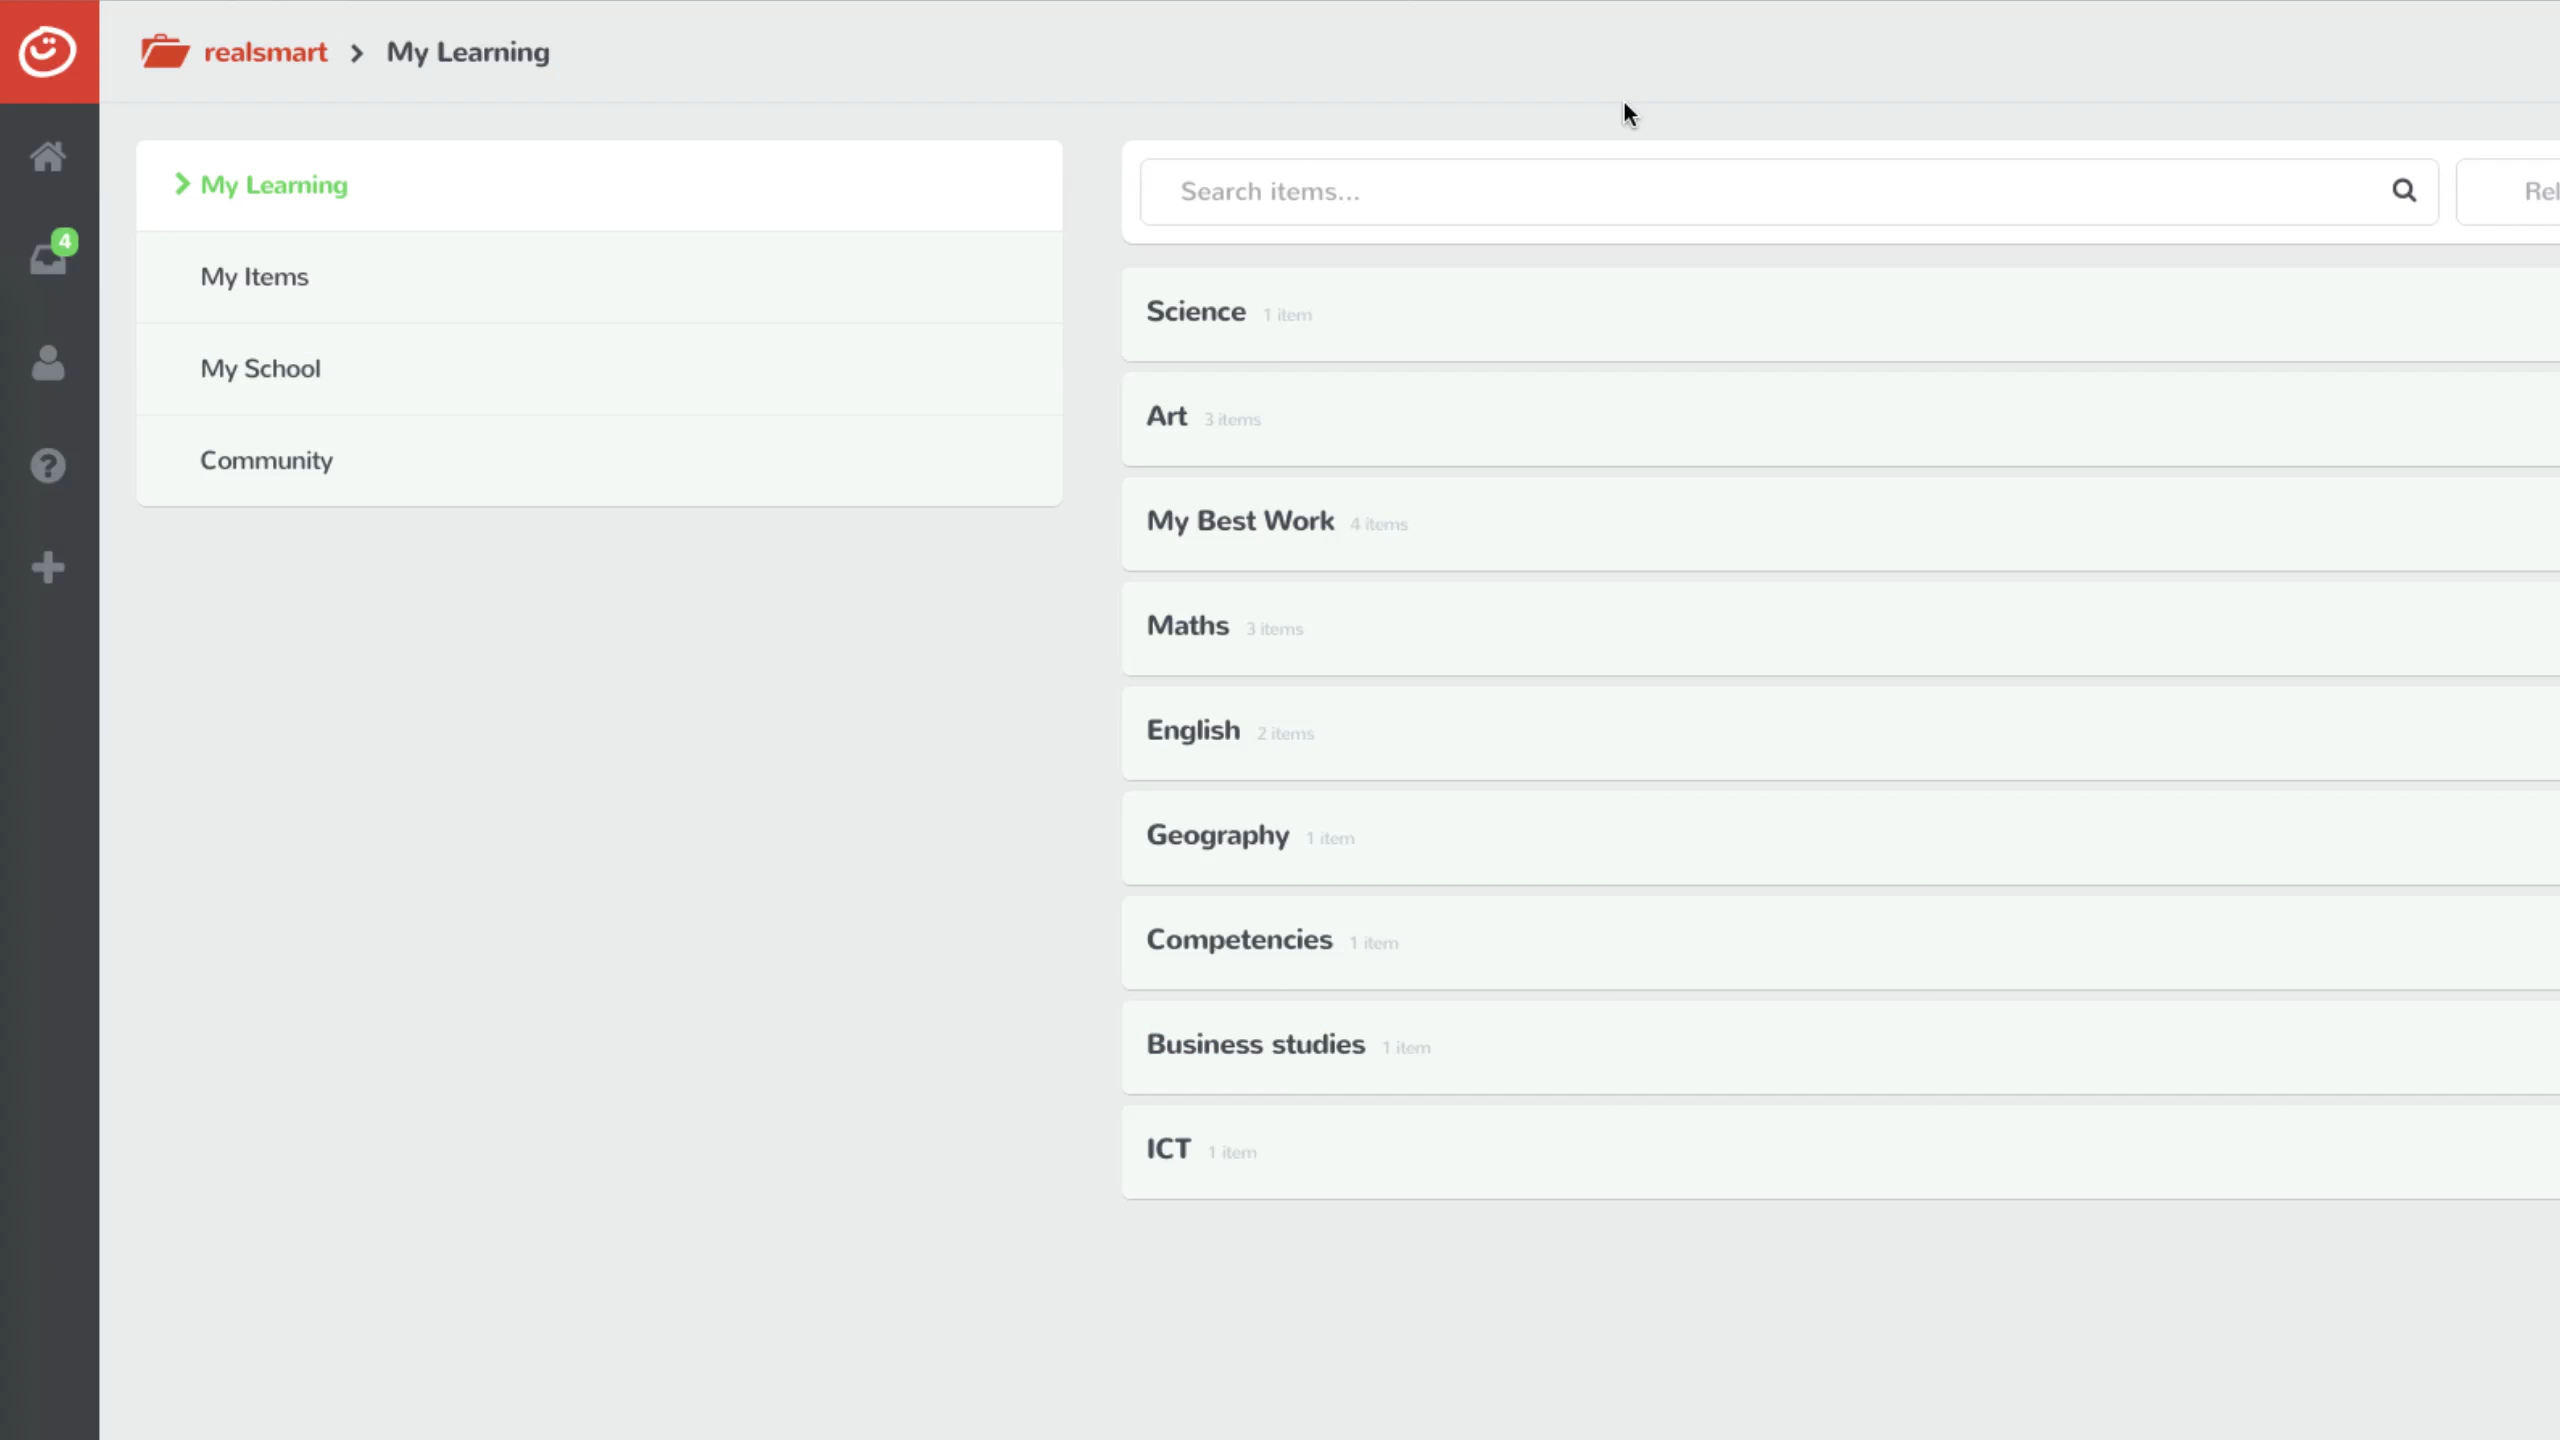 realsmart > My Learning
4
My Learning
My Items
My School
Community
Search items...
Science 1 item
Art 3 items
My Best Work 4 items
Maths 3 items
English 2 items
Geography 1 item
Competencies 1 item
Business studies 1 item
ICT 1 item